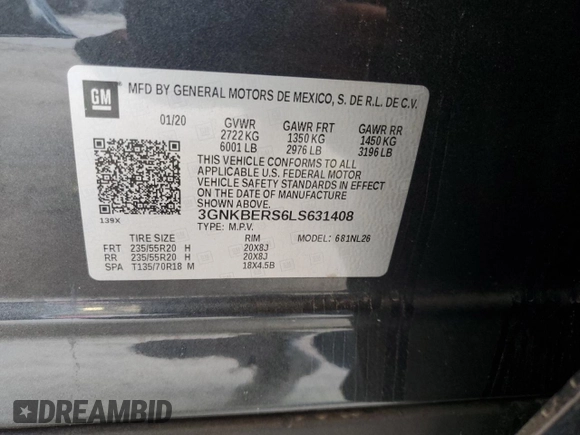 GM
MFD BY GENERAL MOTORS DE MEXICO, S. DE R.L. DE C.V.
01/20 GVWR GAWR FRT GAWR RR
2722 KG 1350 KG 1450 KG
6001 LB 2976 LB 3196 LB
THIS VEHICLE CONFORMS TO ALL
APPLICABLE U.S. FEDERAL MOTOR
VEHICLE SAFETY STANDARDS IN EFFECT
ON THE DATE OF MANUFACTURE
SHOWN ABOVE.
139X 3GNKBERS6LS631408
TYPE: M.P.V. MODEL: 681NL26
TIRE SIZE RIM
FRT 235/55R20 H 20X8J
RR 235/55R20 H 20X8J
SPA T135/70R18 M 18X4.5B
DREAMBID